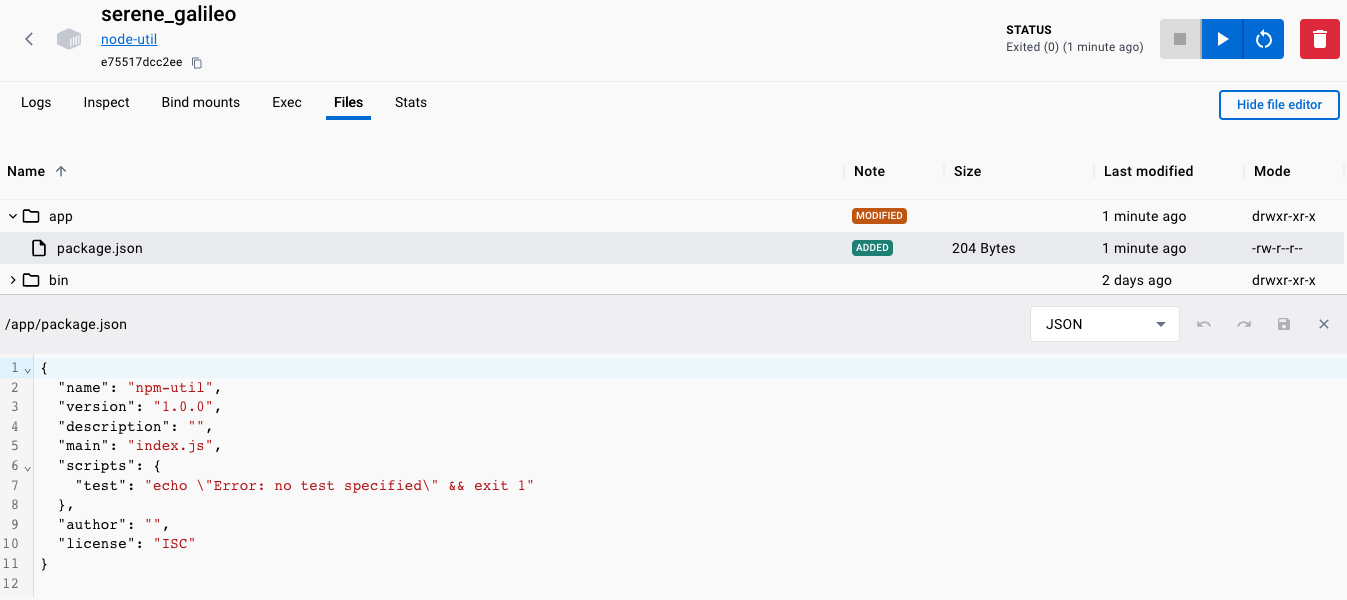 serene_galileo
node-util
e75517dcc2ee
STATUS
Exited (0) (1 minute ago)
Logs Inspect Bind mounts Exec Files Stats
Hide file editor
Name Note Size Last modified Mode
app MODIFIED 1 minute ago drwxr-xr-x
package.json ADDED 204 Bytes 1 minute ago -rw-r--r--
bin 2 days ago drwxr-xr-x
/app/package.json JSON
1 {
2 "name": "npm-util",
3 "version": "1.0.0",
4 "description": "",
5 "main": "index.js",
6 "scripts": {
7 "test": "echo \"Error: no test specified\" && exit 1"
8 },
9 "author": "",
10 "license": "ISC"
11 }
12